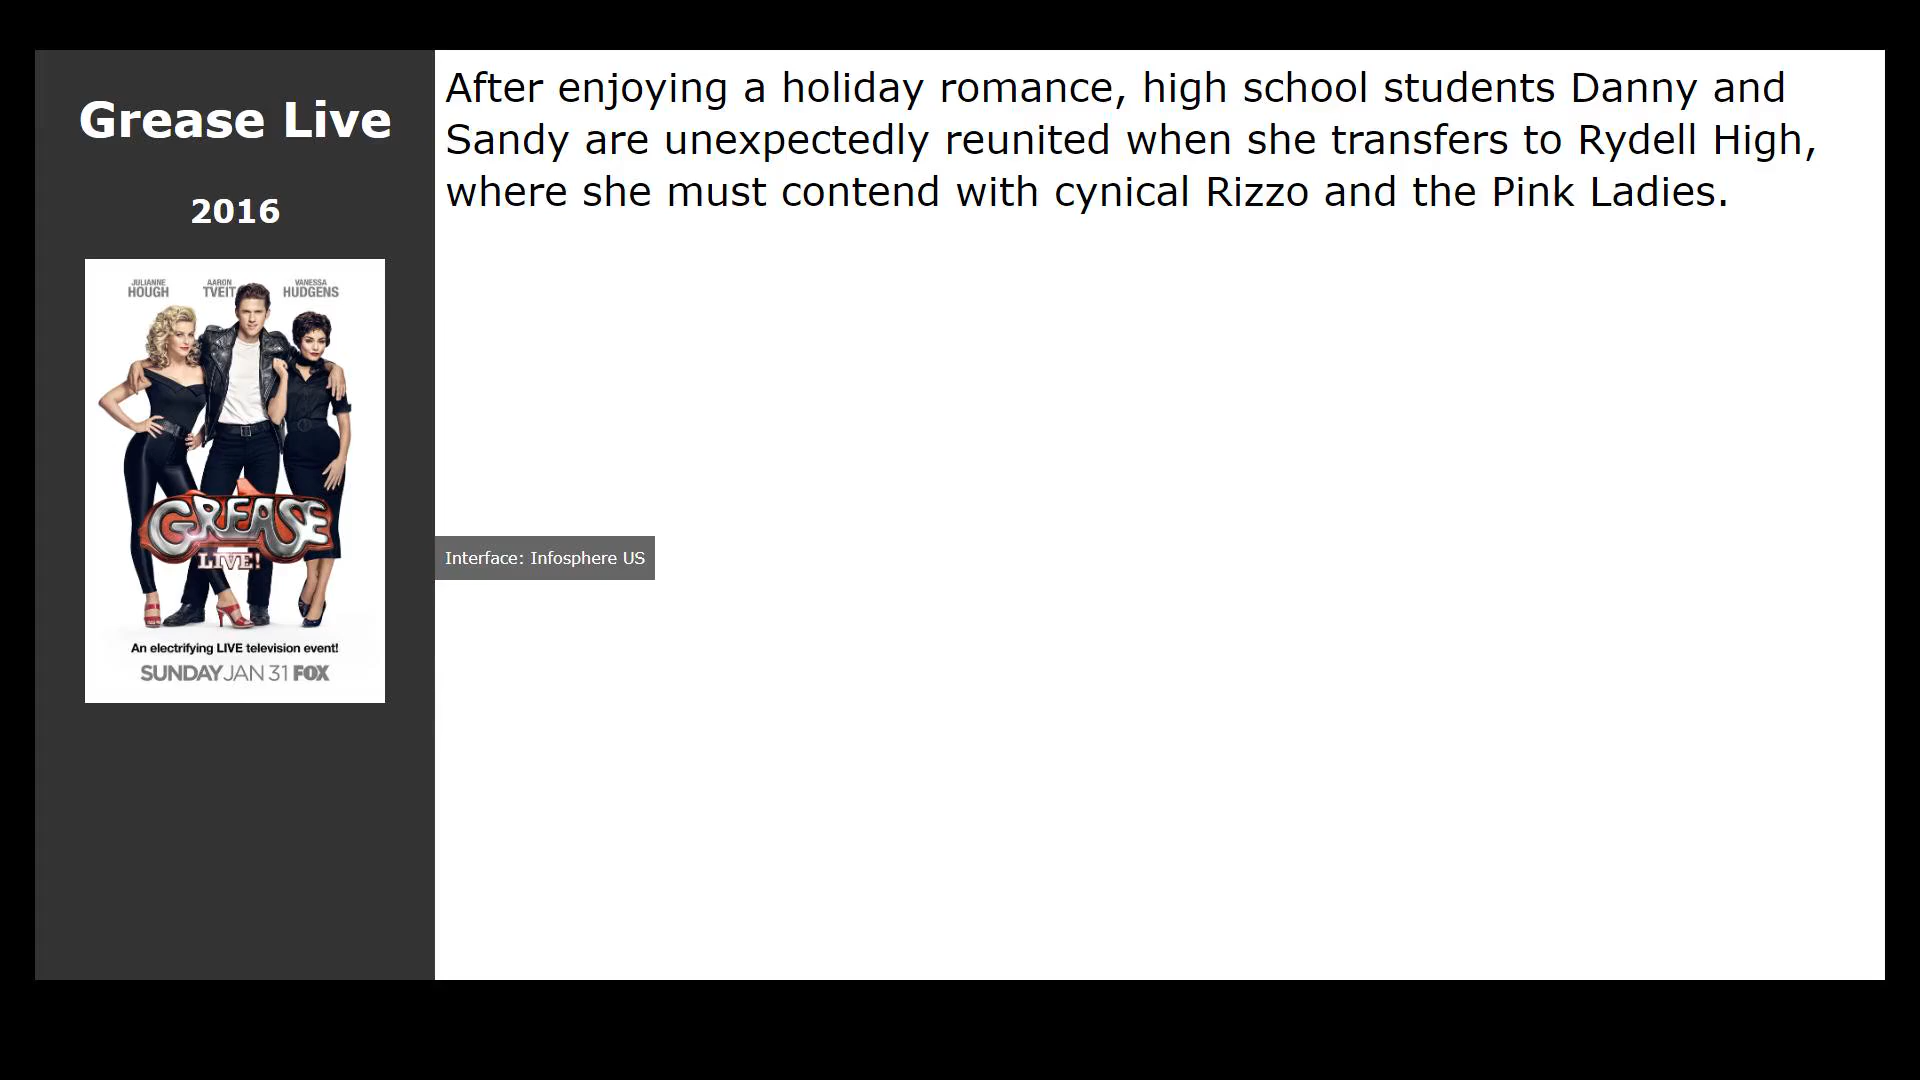 Grease Live
2016
JULIANNE HOUGH
AARON TVEIT
VANESSA HUDGENS
GREASE
LIVE!
An electrifying LIVE television event!
SUNDAY JAN 31 FOX
After enjoying a holiday romance, high school students Danny and
Sandy are unexpectedly reunited when she transfers to Rydell High,
where she must contend with cynical Rizzo and the Pink Ladies.
Interface: Infosphere US